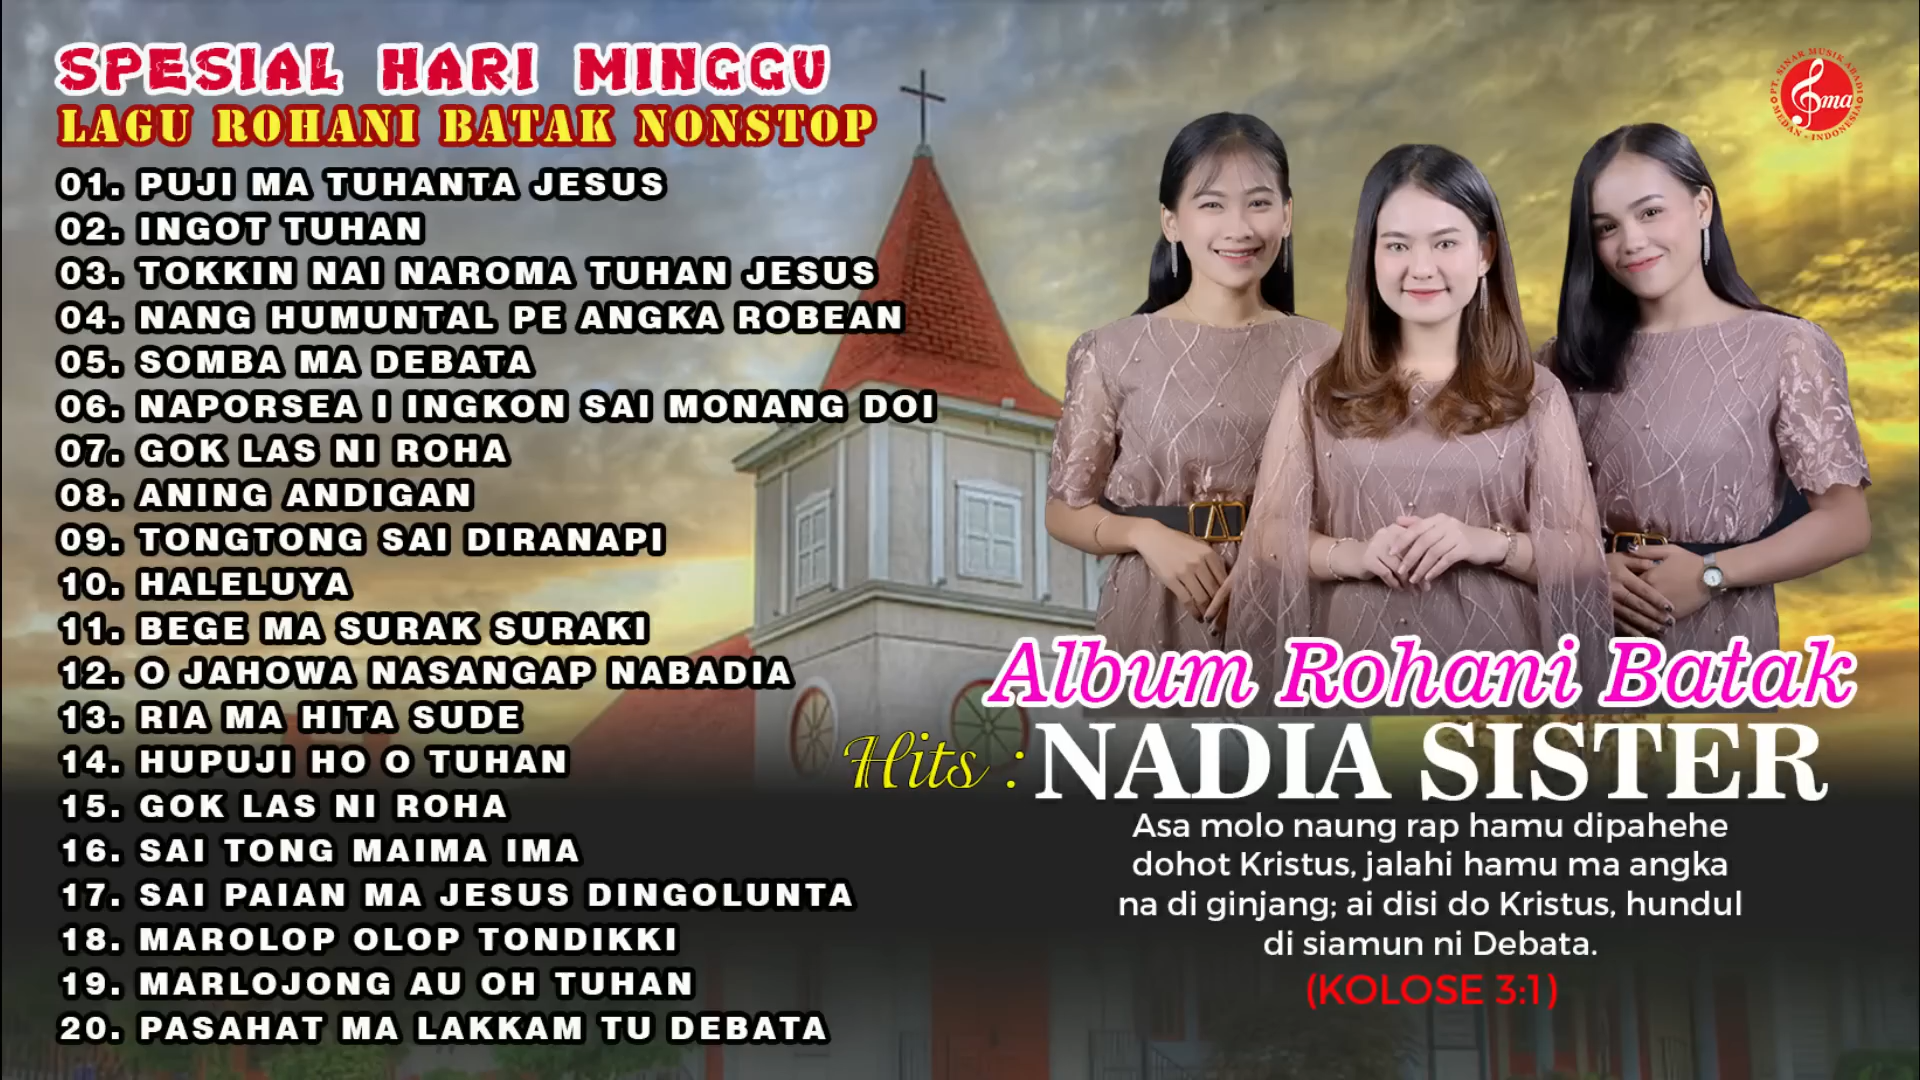 SPESIAL HARI MINGGU
LAGU ROHANI BATAK NONSTOP
01. PUJI MA TUHANTA JESUS
02. INGOT TUHAN
03. TOKKIN NAI NAROMA TUHAN JESUS
04. NANG HUMUNTAL PE ANGKA ROBEAN
05. SOMBA MA DEBATA
06. NAPORSEA I INGKON SAI MONANG DOI
07. GOK LAS NI ROHA
08. ANING ANDIGAN
09. TONGTONG SAI DIRANAPI
10. HALELUYA
11. BEGE MA SURAK SURAKI
12. O JAHOWA NASANGAP NABADIA
13. RIA MA HITA SUDE
14. HUPUJI HO O TUHAN
15. GOK LAS NI ROHA
16. SAI TONG MAIMA IMA
17. SAI PAIAN MA JESUS DINGOLUNTA
18. MAROLOP OLOP TONDIKKI
19. MARLOJONG AU OH TUHAN
20. PASAHAT MA LAKKAM TU DEBATA
PT. SINAR MUSIK ABADI
sma
MEDAN - INDONESIA
Album Rohani Batak
Hits : NADIA SISTER
Asa molo naung rap hamu dipahehe
dohot Kristus, jalahi hamu ma angka
na di ginjang; ai disi do Kristus, hundul
di siamun ni Debata.
(KOLOSE 3:1)